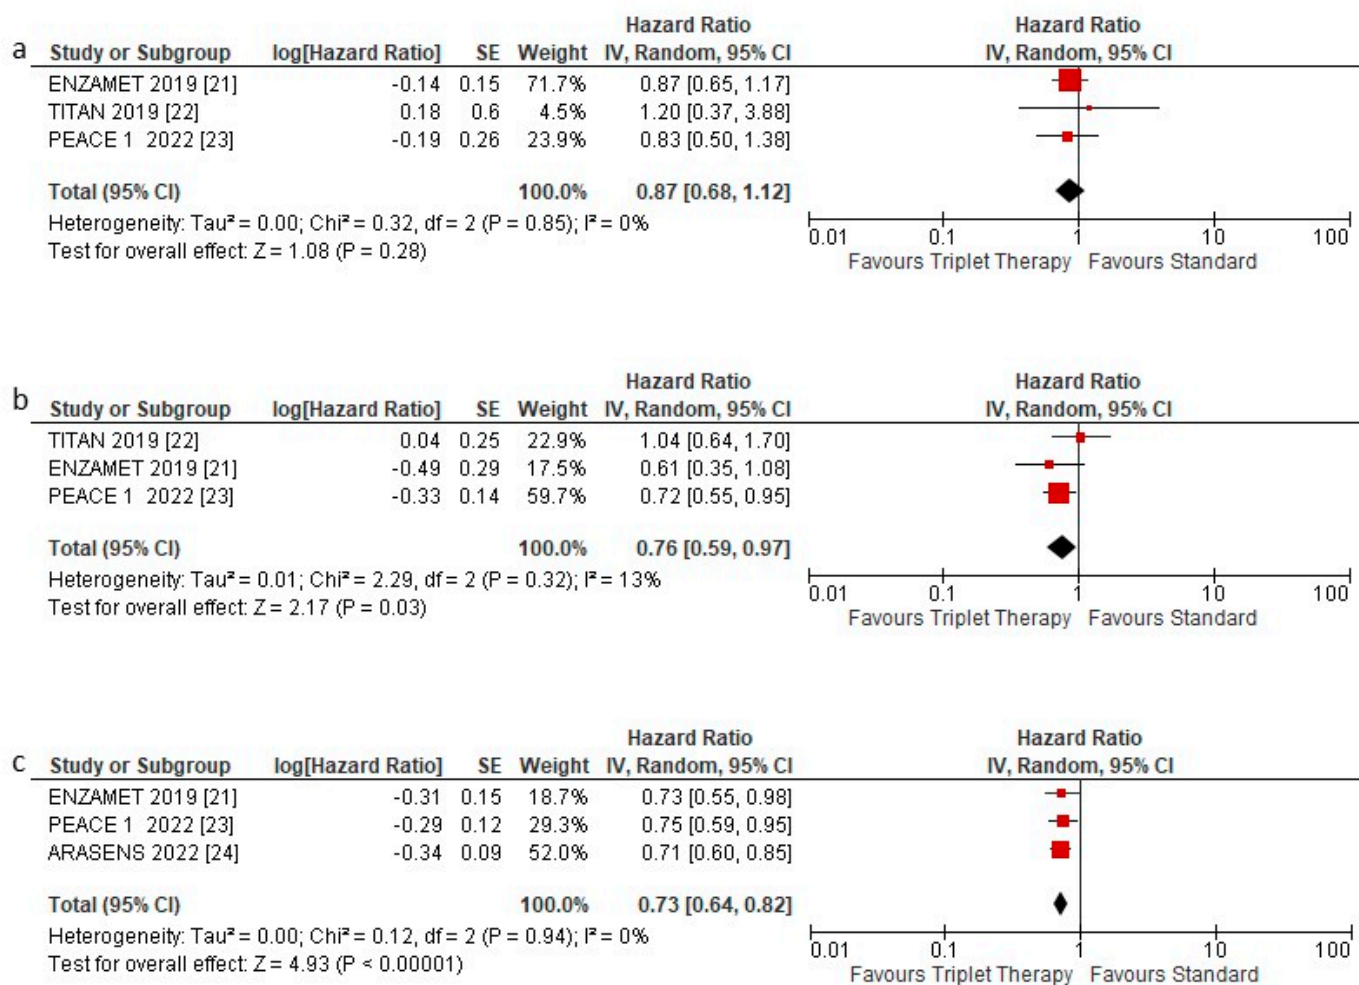 Hazard Ratio Hazard Ratio
a Study or Subgroup log[Hazard Ratio] SE Weight IV, Random, 95% CI IV, Random, 95% CI
ENZAMET 2019 [21] -0.14 0.15 71.7% 0.87 [0.65, 1.17]
TITAN 2019 [22] 0.18 0.6 4.5% 1.20 [0.37, 3.88]
PEACE 1 2022 [23] -0.19 0.26 23.9% 0.83 [0.50, 1.38]
Total (95% CI) 100.0% 0.87 [0.68, 1.12]
Heterogeneity: Tau² = 0.00; Chi² = 0.32, df = 2 (P = 0.85); I² = 0%
Test for overall effect: Z = 1.08 (P = 0.28)
0.01 0.1 1 10 100
Favours Triplet Therapy Favours Standard
Hazard Ratio Hazard Ratio
b Study or Subgroup log[Hazard Ratio] SE Weight IV, Random, 95% CI IV, Random, 95% CI
TITAN 2019 [22] 0.04 0.25 22.9% 1.04 [0.64, 1.70]
ENZAMET 2019 [21] -0.49 0.29 17.5% 0.61 [0.35, 1.08]
PEACE 1 2022 [23] -0.33 0.14 59.7% 0.72 [0.55, 0.95]
Total (95% CI) 100.0% 0.76 [0.59, 0.97]
Heterogeneity: Tau² = 0.01; Chi² = 2.29, df = 2 (P = 0.32); I² = 13%
Test for overall effect: Z = 2.17 (P = 0.03)
0.01 0.1 1 10 100
Favours Triplet Therapy Favours Standard
Hazard Ratio Hazard Ratio
c Study or Subgroup log[Hazard Ratio] SE Weight IV, Random, 95% CI IV, Random, 95% CI
ENZAMET 2019 [21] -0.31 0.15 18.7% 0.73 [0.55, 0.98]
PEACE 1 2022 [23] -0.29 0.12 29.3% 0.75 [0.59, 0.95]
ARASENS 2022 [24] -0.34 0.09 52.0% 0.71 [0.60, 0.85]
Total (95% CI) 100.0% 0.73 [0.64, 0.82]
Heterogeneity: Tau² = 0.00; Chi² = 0.12, df = 2 (P = 0.94); I² = 0%
Test for overall effect: Z = 4.93 (P < 0.00001)
0.01 0.1 1 10 100
Favours Triplet Therapy Favours Standard